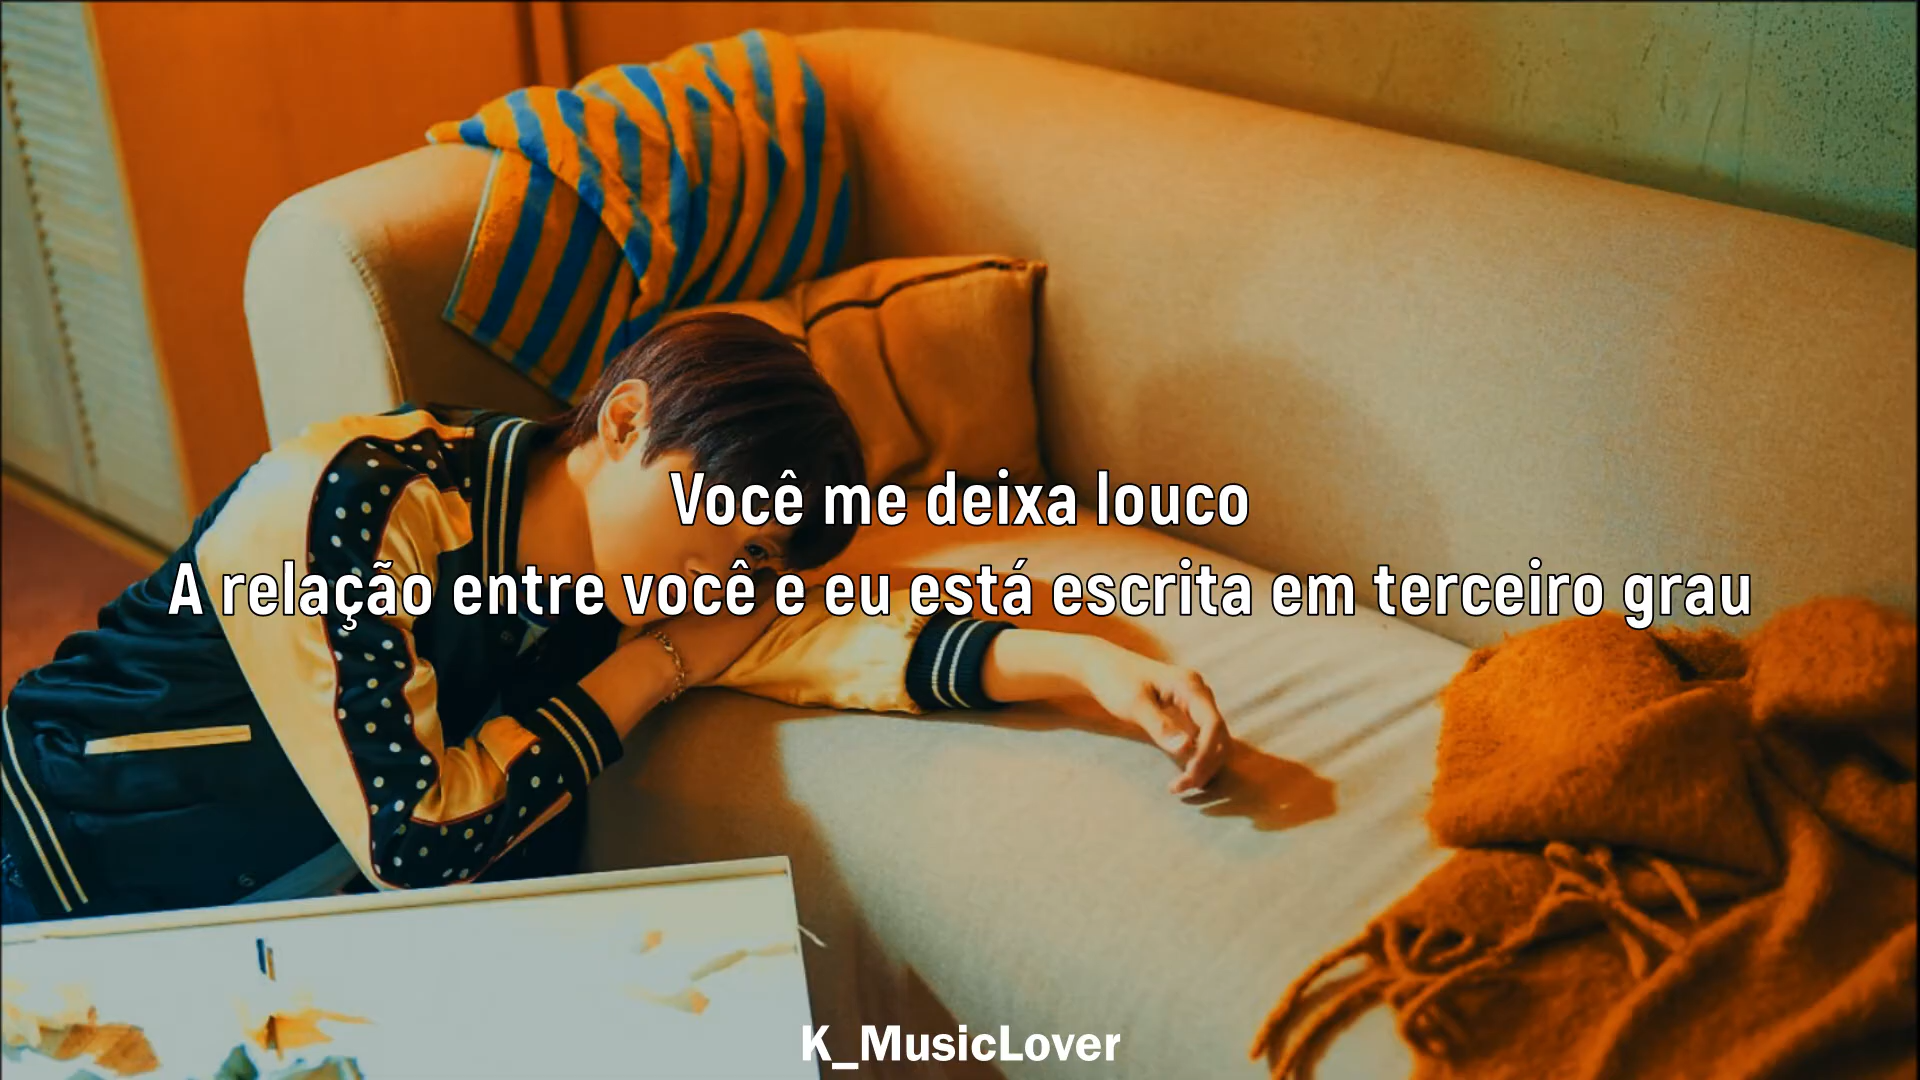 Você me deixa louco
A relação entre você e eu está escrita em terceiro grau
K_MusicLover